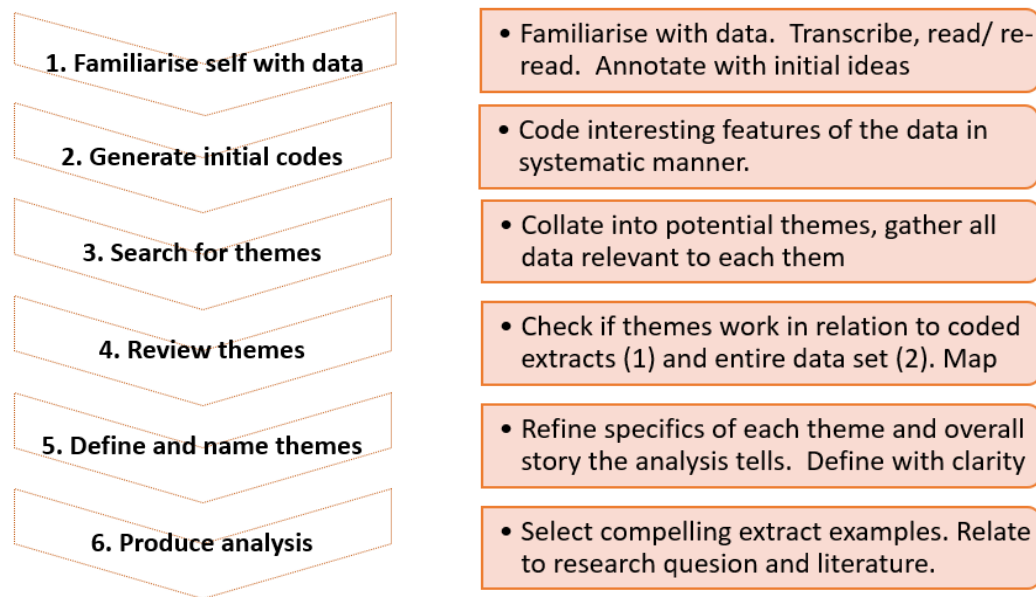 1. Familiarise self with data
• Familiarise with data. Transcribe, read/ re-
read. Annotate with initial ideas
2. Generate initial codes
• Code interesting features of the data in
systematic manner.
3. Search for themes
• Collate into potential themes, gather all
data relevant to each them
4. Review themes
• Check if themes work in relation to coded
extracts (1) and entire data set (2). Map
5. Define and name themes
• Refine specifics of each theme and overall
story the analysis tells. Define with clarity
6. Produce analysis
• Select compelling extract examples. Relate
to research quesion and literature.